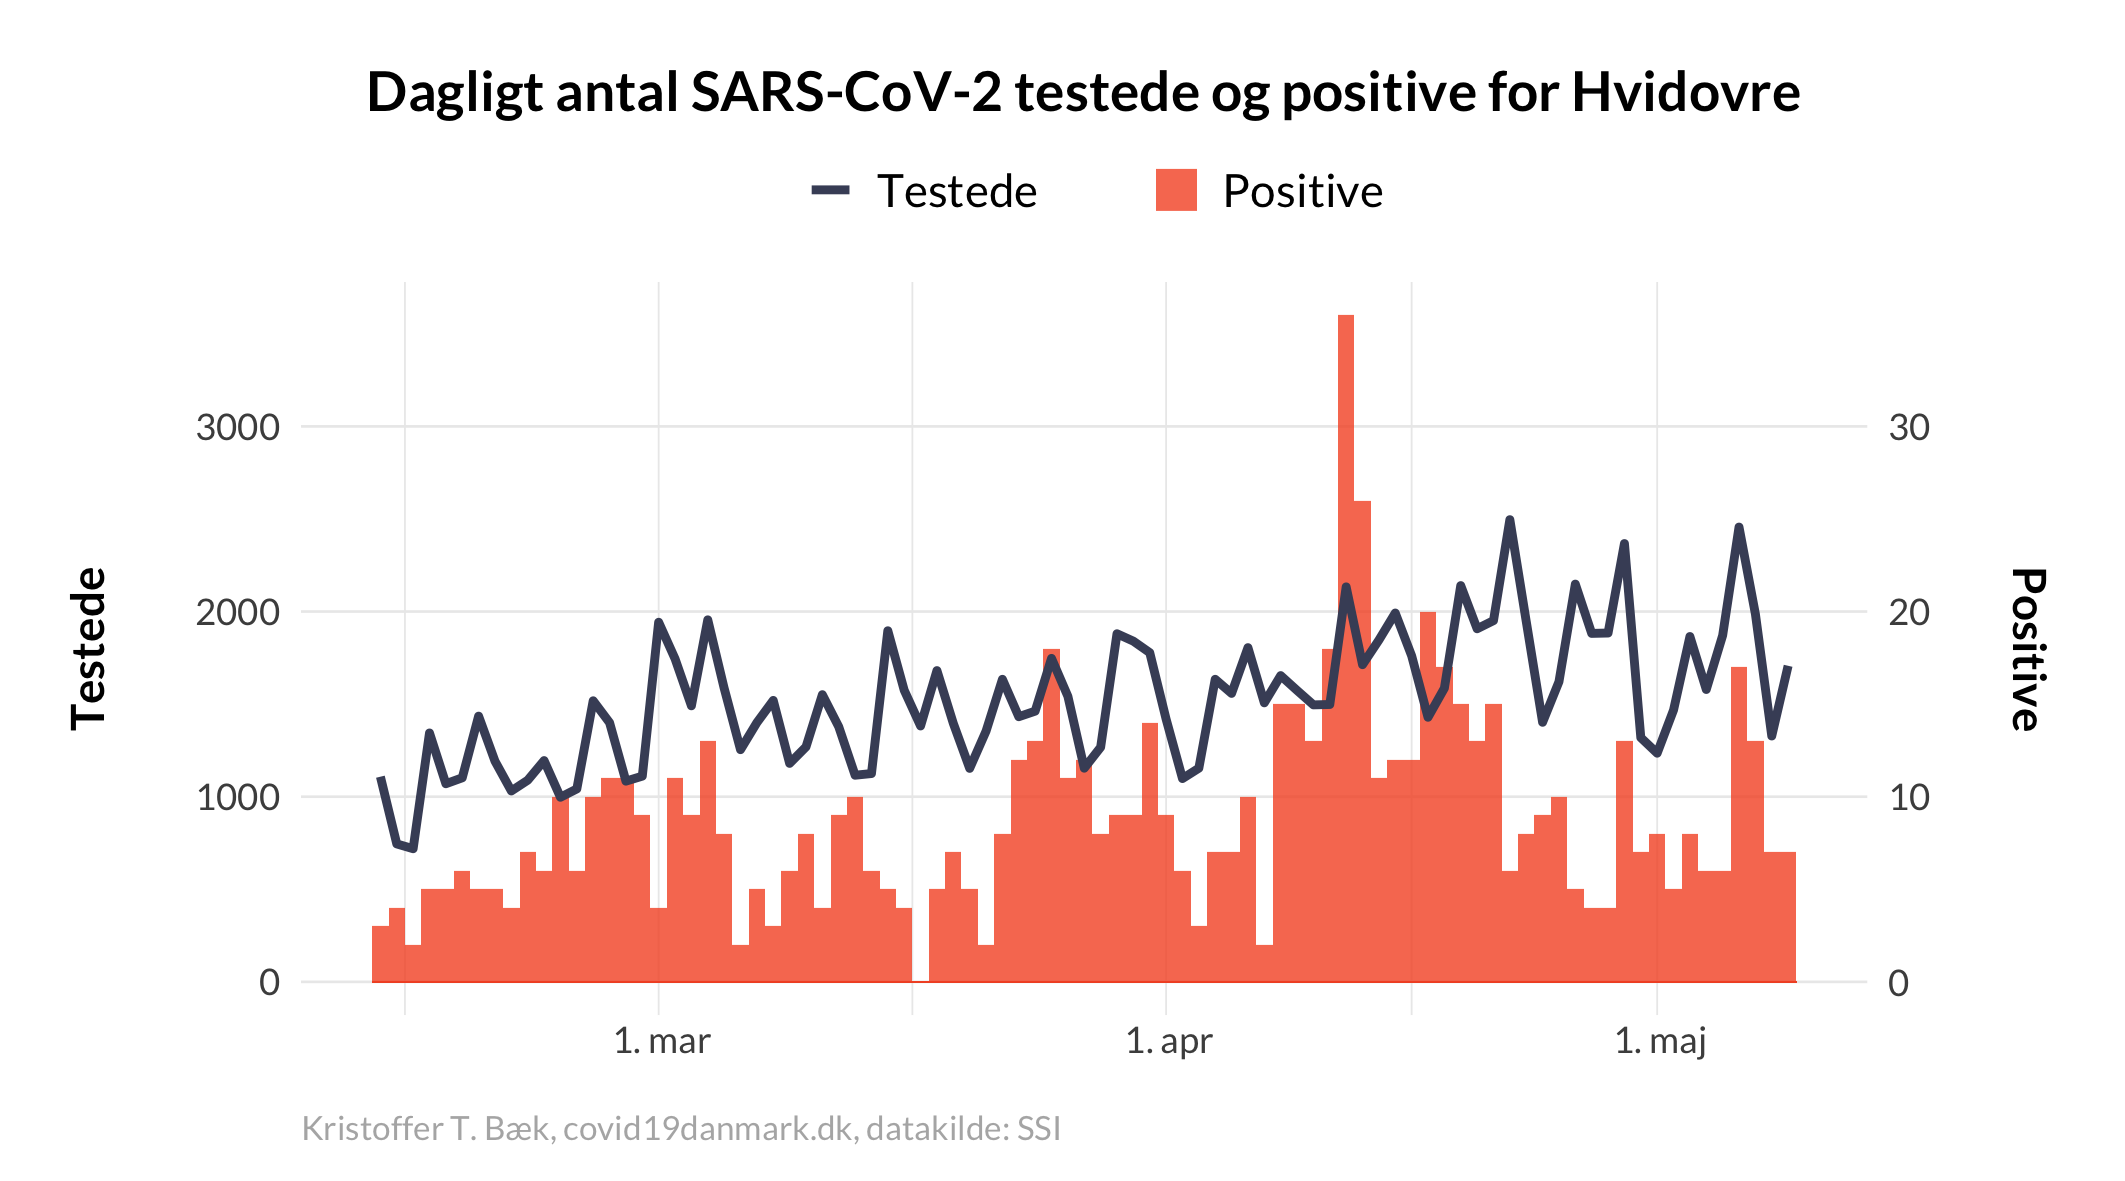 Dagligt antal SARS-CoV-2 testede og positive for Hvidovre
Testede
Positive
Testede
3000
2000
1000
0
30
20
10
0
Positive
1. mar
1. apr
1. maj
Kristoffer T. Bæk, covid19danmark.dk, datakilde: SSI